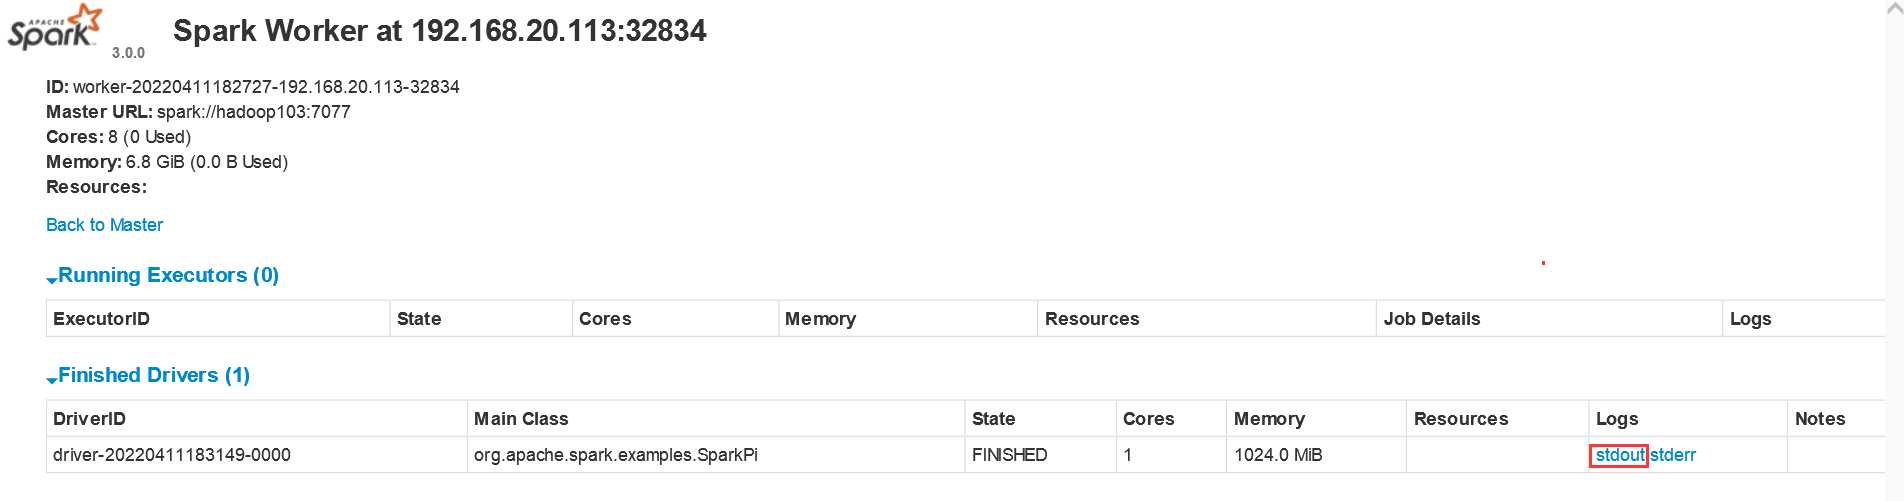 APACHE
Spark 3.0.0 Spark Worker at 192.168.20.113:32834
ID: worker-20220411182727-192.168.20.113-32834
Master URL: spark://hadoop103:7077
Cores: 8 (0 Used)
Memory: 6.8 GiB (0.0 B Used)
Resources:
Back to Master
Running Executors (0)
ExecutorID State Cores Memory Resources Job Details Logs
Finished Drivers (1)
DriverID Main Class State Cores Memory Resources Logs Notes
driver-20220411183149-0000 org.apache.spark.examples.SparkPi FINISHED 1 1024.0 MiB stdout stderr